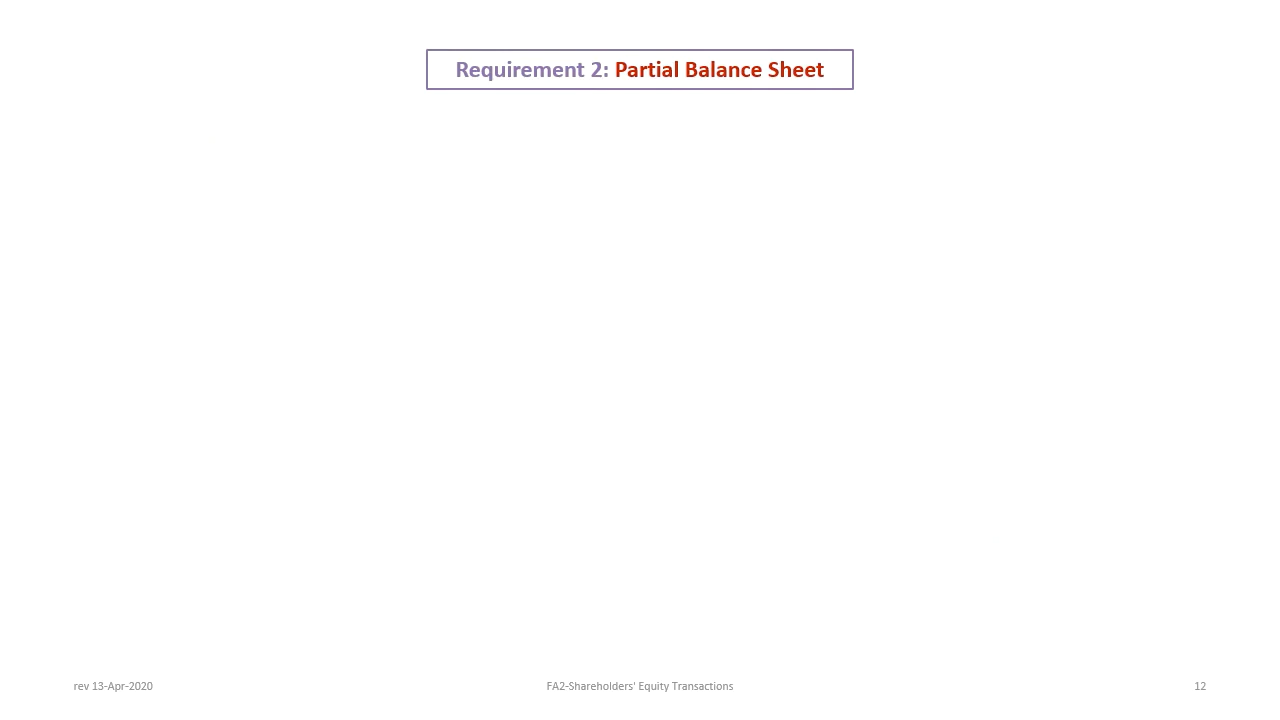 Requirement 2: Partial Balance Sheet
rev 13-Apr-2020
FA2-Shareholders' Equity Transactions
12